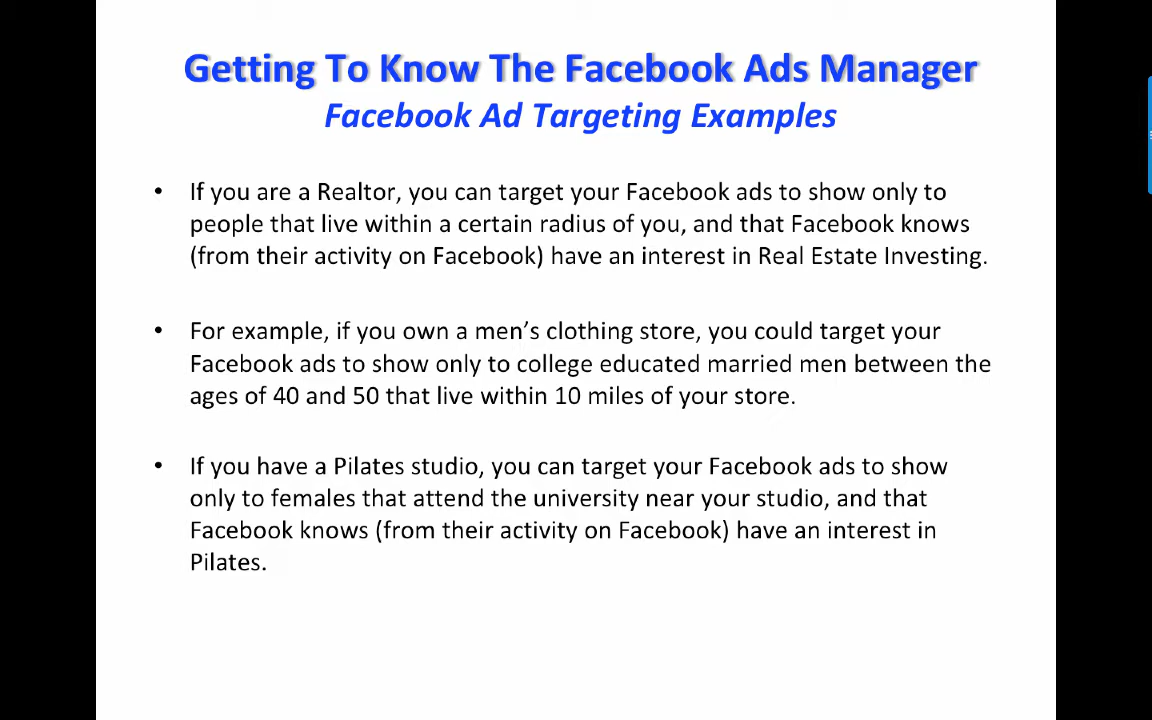 Getting To Know The Facebook Ads Manager
Facebook Ad Targeting Examples
• If you are a Realtor, you can target your Facebook ads to show only to
people that live within a certain radius of you, and that Facebook knows
(from their activity on Facebook) have an interest in Real Estate Investing.
• For example, if you own a men’s clothing store, you could target your
Facebook ads to show only to college educated married men between the
ages of 40 and 50 that live within 10 miles of your store.
• If you have a Pilates studio, you can target your Facebook ads to show
only to females that attend the university near your studio, and that
Facebook knows (from their activity on Facebook) have an interest in
Pilates.